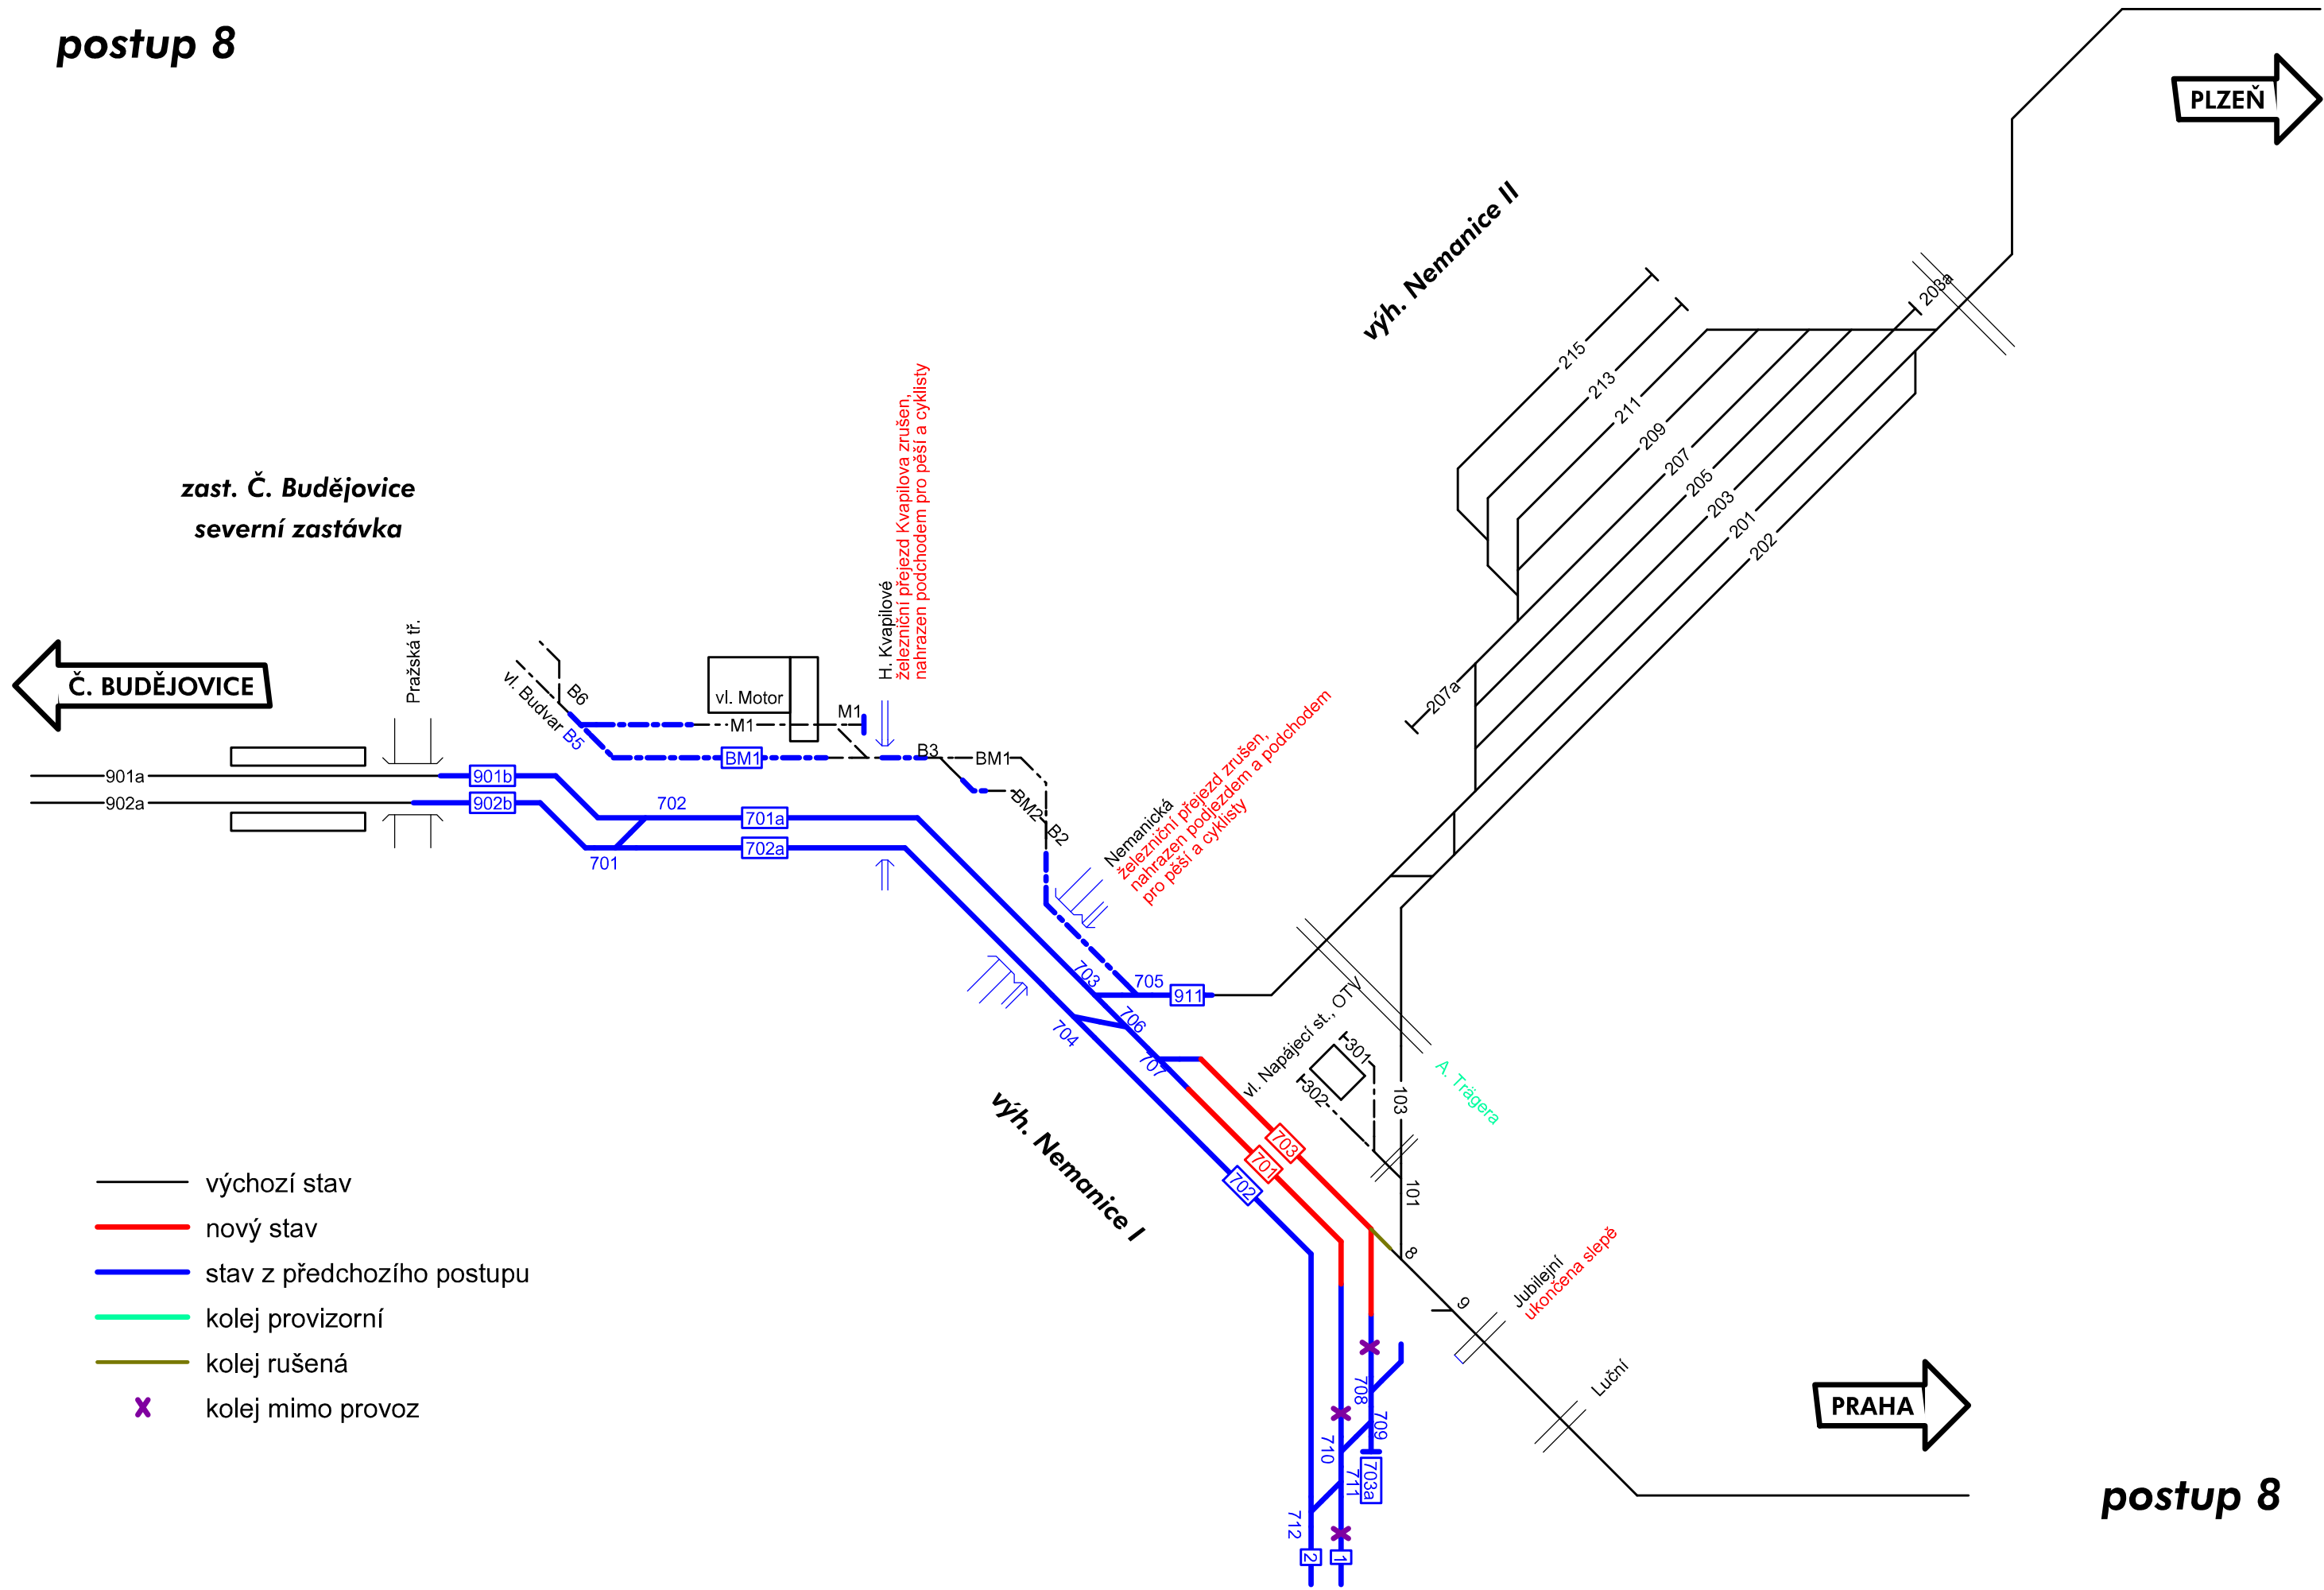 postup 8
PLZEŇ
výh. Nemanice II
203a
215
213
211
209
207
205
203
201
202
207a
zast. Č. Budějovice
severní zastávka
H. Kvapilové
železniční přejezd Kvapilova zrušen,
nahrazen podchodem pro pěší a cyklisty
Pražská tř.
Č. BUDĚJOVICE
vl. Budvar
B6
B5
vl. Motor
M1
M1
BM1
B3
BM1
BM2
B2
901a
901b
902a
902b
702
701a
701
702a
Nemanická
železniční přejezd zrušen,
nahrazen podjezdem a podchodem
pro pěší a cyklisty
703
705
911
706
704
707
vl. Napájecí st., OTV
301
302
103
A. Trägera
výh. Nemanice I
703
701
702
101
8
9
Jubilejní
ukončena slepě
Luční
708
709
710
711
703a
712
2
1
PRAHA
výchozí stav
nový stav
stav z předchozího postupu
kolej provizorní
kolej rušená
kolej mimo provoz
postup 8